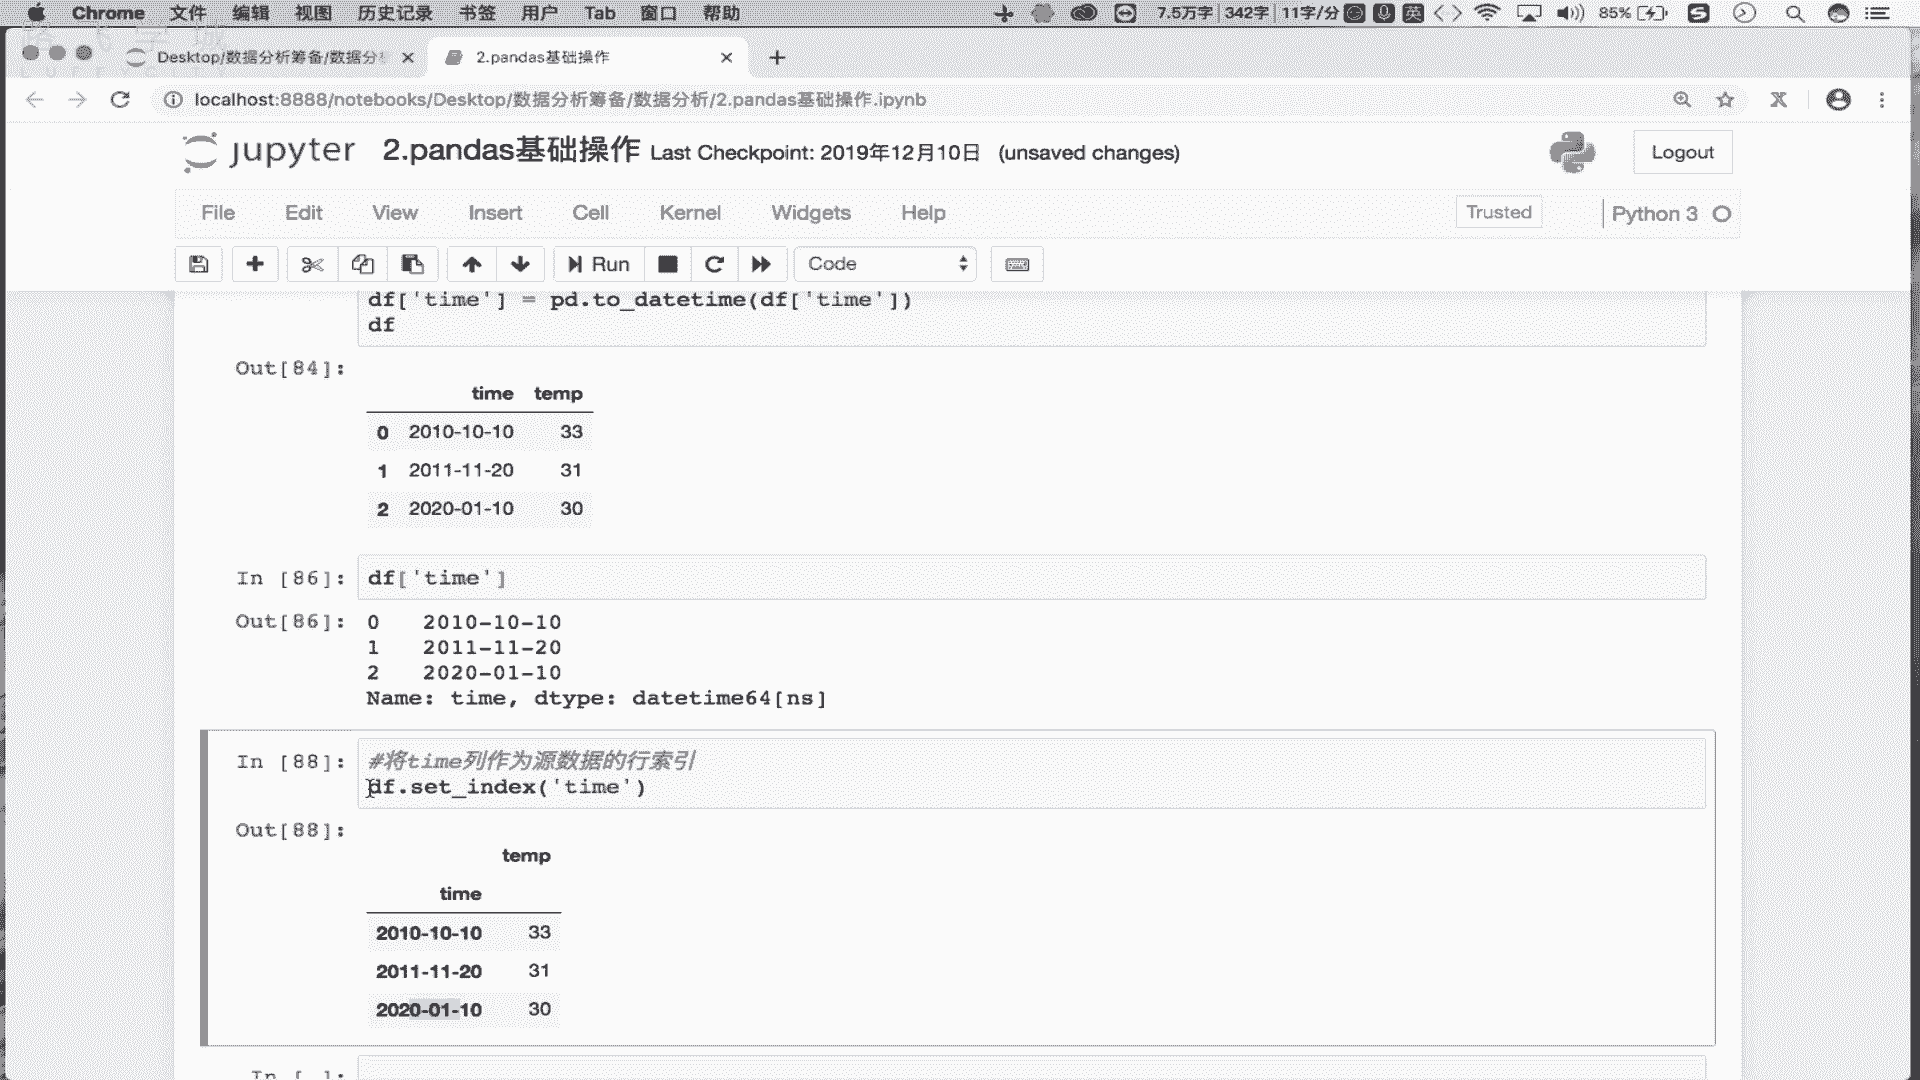 Chrome 文件 编辑 视图 历史记录 书签 用户 Tab 窗口 帮助 7.5万字 342字 11字/分 英 85%
Desktop/数据分析筹备/数据分 2.pandas基础操作
localhost:8888/notebooks/Desktop/数据分析筹备/数据分析/2.pandas基础操作.ipynb
jupyter 2.pandas基础操作 Last Checkpoint: 2019年12月10日 (unsaved changes) Logout
File Edit View Insert Cell Kernel Widgets Help Trusted Python 3
Run Code
df['time'] = pd.to_datetime(df['time'])
df
Out[84]:
time temp
0 2010-10-10 33
1 2011-11-20 31
2 2020-01-10 30
In [86]: df['time']
Out[86]: 0 2010-10-10
1 2011-11-20
2 2020-01-10
Name: time, dtype: datetime64[ns]
In [88]: #将time列作为源数据的行索引
df.set_index('time')
Out[88]:
temp
time
2010-10-10 33
2011-11-20 31
2020-01-10 30
In [ ]: